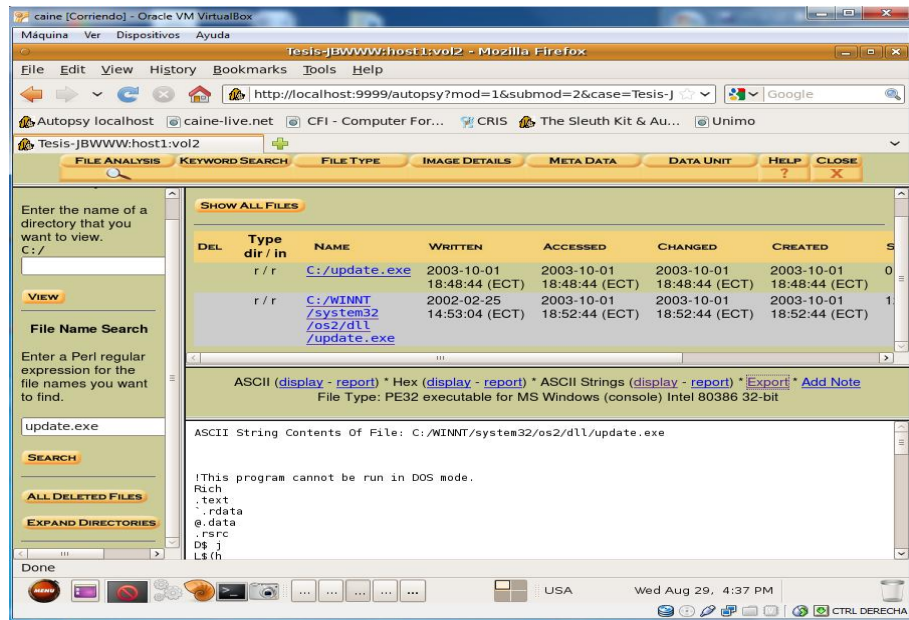 caine [Corriendo] - Oracle VM VirtualBox
Máquina Ver Dispositivos Ayuda
Tesis-JBWWW:host1:vol2 - Mozilla Firefox
File Edit View History Bookmarks Tools Help
http://localhost:9999/autopsy?mod=1&submod=2&case=Tesis-J
Google
Autopsy localhost caine-live.net CFI - Computer For... CRIS The Sleuth Kit & Au... Unimo
Tesis-JBWWW:host1:vol2
FILE ANALYSIS KEYWORD SEARCH FILE TYPE IMAGE DETAILS META DATA DATA UNIT HELP CLOSE
? X
Enter the name of a
directory that you
want to view.
C:/
VIEW
File Name Search
Enter a Perl regular
expression for the
file names you want
to find.
update.exe
SEARCH
ALL DELETED FILES
EXPAND DIRECTORIES
SHOW ALL FILES
DEL Type NAME WRITTEN ACCESSED CHANGED CREATED S
dir / in
r / r C:/update.exe 2003-10-01 2003-10-01 2003-10-01 2003-10-01 0
18:48:44 (ECT) 18:48:44 (ECT) 18:48:44 (ECT) 18:48:44 (ECT)
r / r C:/WINNT 2002-02-25 2003-10-01 2003-10-01 2003-10-01
/system32 14:53:04 (ECT) 18:52:44 (ECT) 18:52:44 (ECT) 18:52:44 (ECT)
/os2/dll
/update.exe
ASCII (display - report) * Hex (display - report) * ASCII Strings (display - report) * Export * Add Note
File Type: PE32 executable for MS Windows (console) Intel 80386 32-bit
ASCII String Contents Of File: C:/WINNT/system32/os2/dll/update.exe
!This program cannot be run in DOS mode.
Rich
.text
`.rdata
@.data
.rsrc
D$ j
L$(h
Done
MENU
USA Wed Aug 29, 4:37 PM
CTRL DERECHA